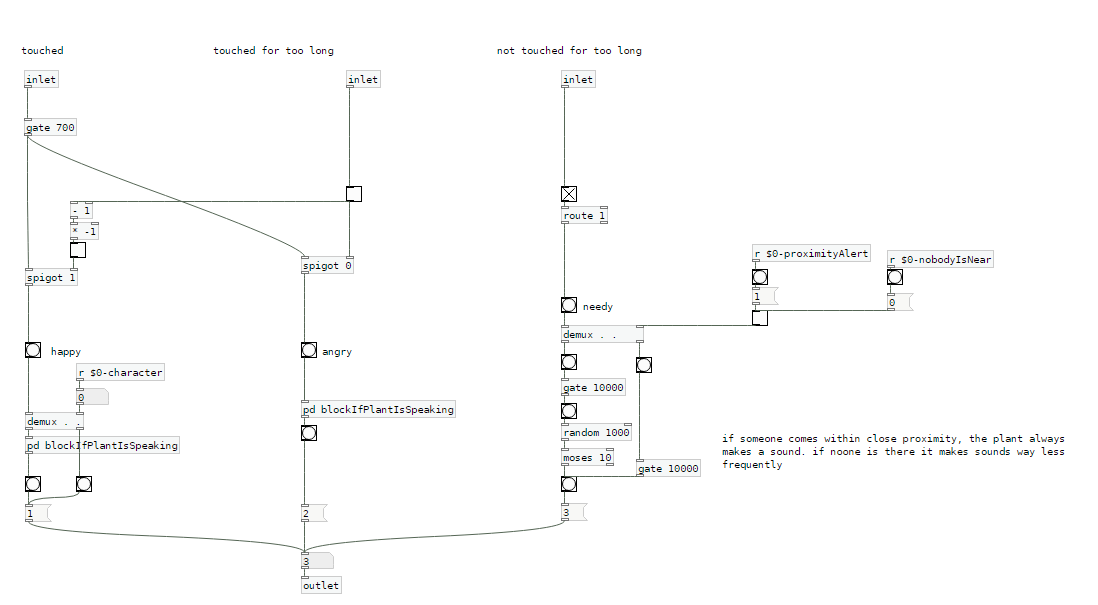 touched
touched for too long
not touched for too long
inlet
inlet
inlet
gate 700
- 1
* -1
route 1
r $0-proximityAlert
r $0-nobodyIsNear
spigot 1
spigot 0
1
0
needy
demux . .
happy
angry
r $0-character
0
gate 10000
pd blockIfPlantIsSpeaking
demux . .
random 1000
pd blockIfPlantIsSpeaking
moses 10
gate 10000
if someone comes within close proximity, the plant always
makes a sound. if noone is there it makes sounds way less
frequently
1
2
3
3
outlet